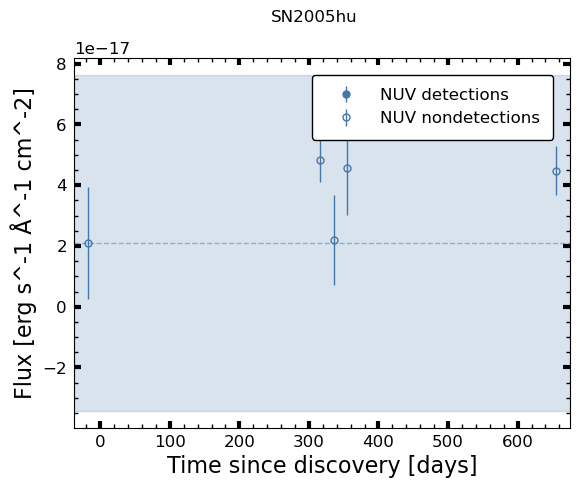 SN2005hu
1e−17
8
6
4
2
0
−2
Flux [erg s^-1 Å^-1 cm^-2]
NUV detections
NUV nondetections
0 100 200 300 400 500 600
Time since discovery [days]